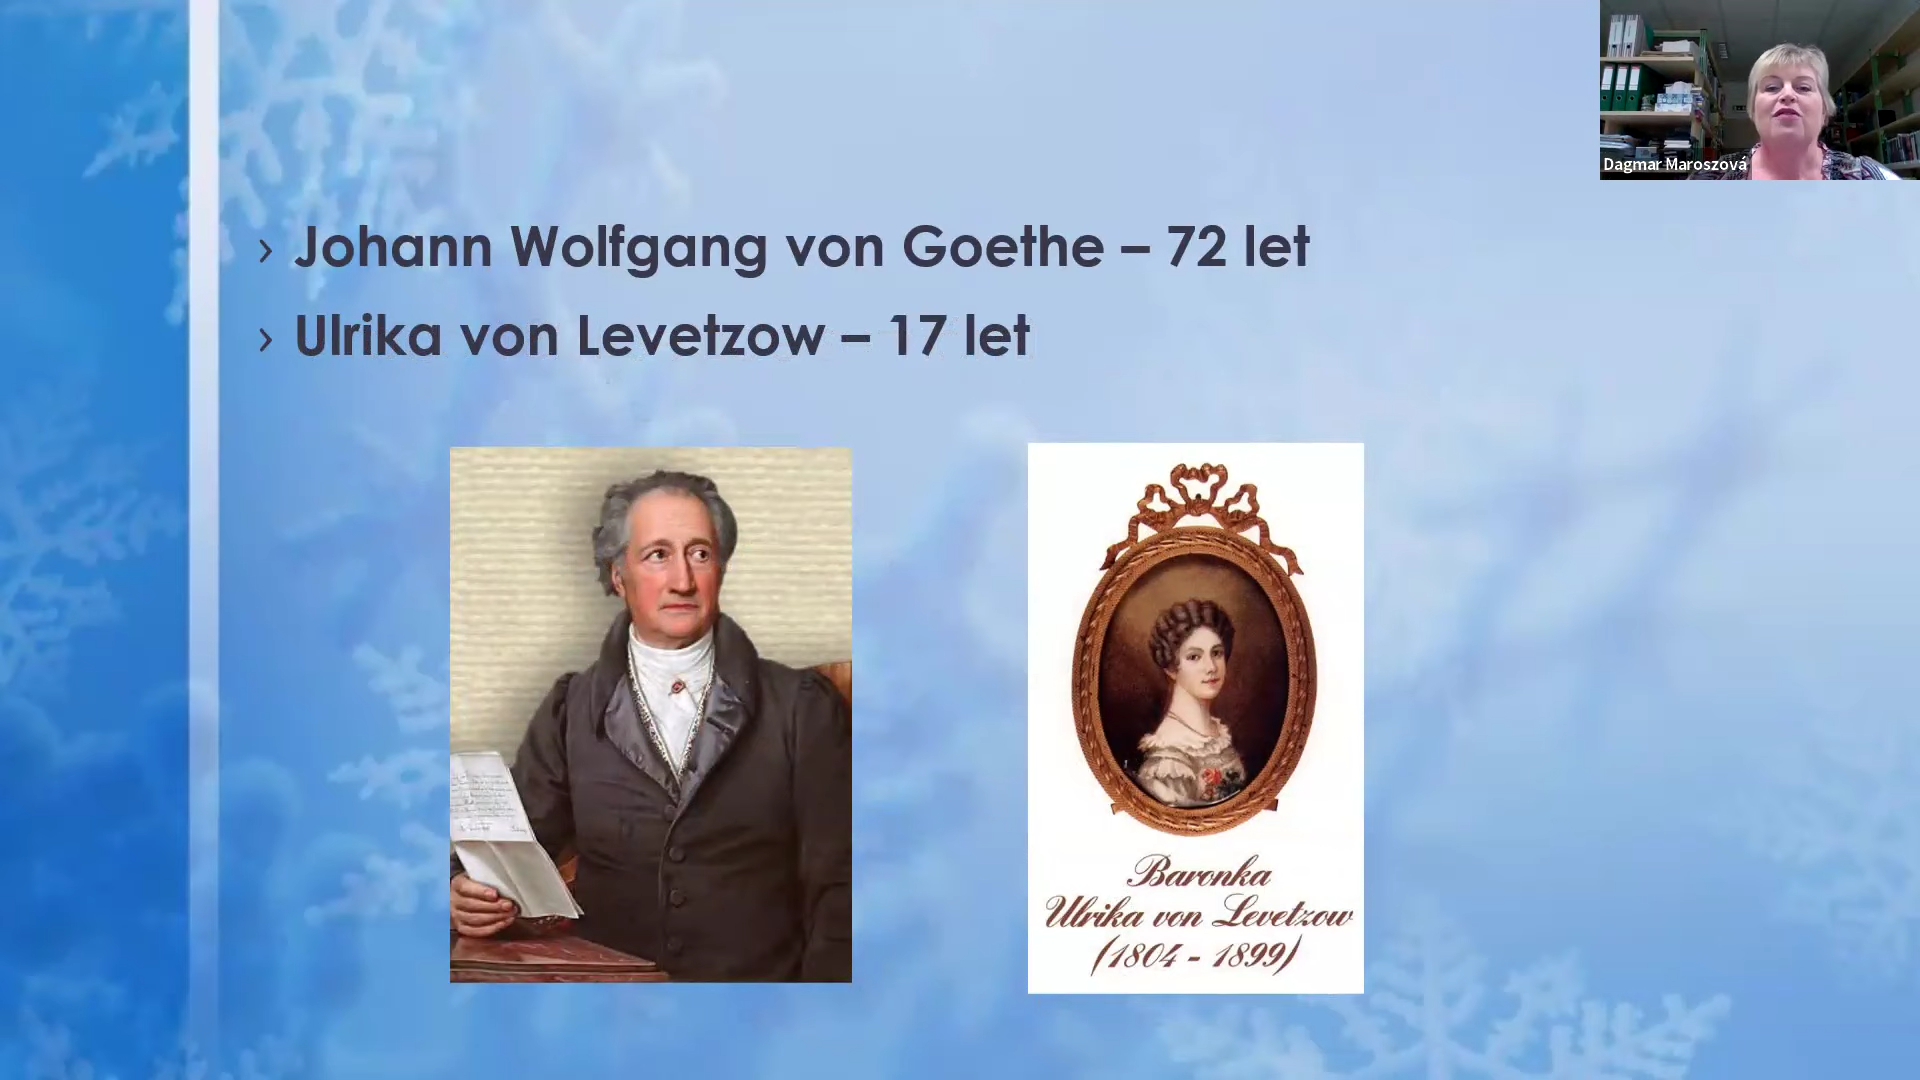 Dagmar Maroszová
› Johann Wolfgang von Goethe – 72 let
› Ulrika von Levetzow – 17 let
Baronka
Ulrika von Levetzow
(1804 - 1899)